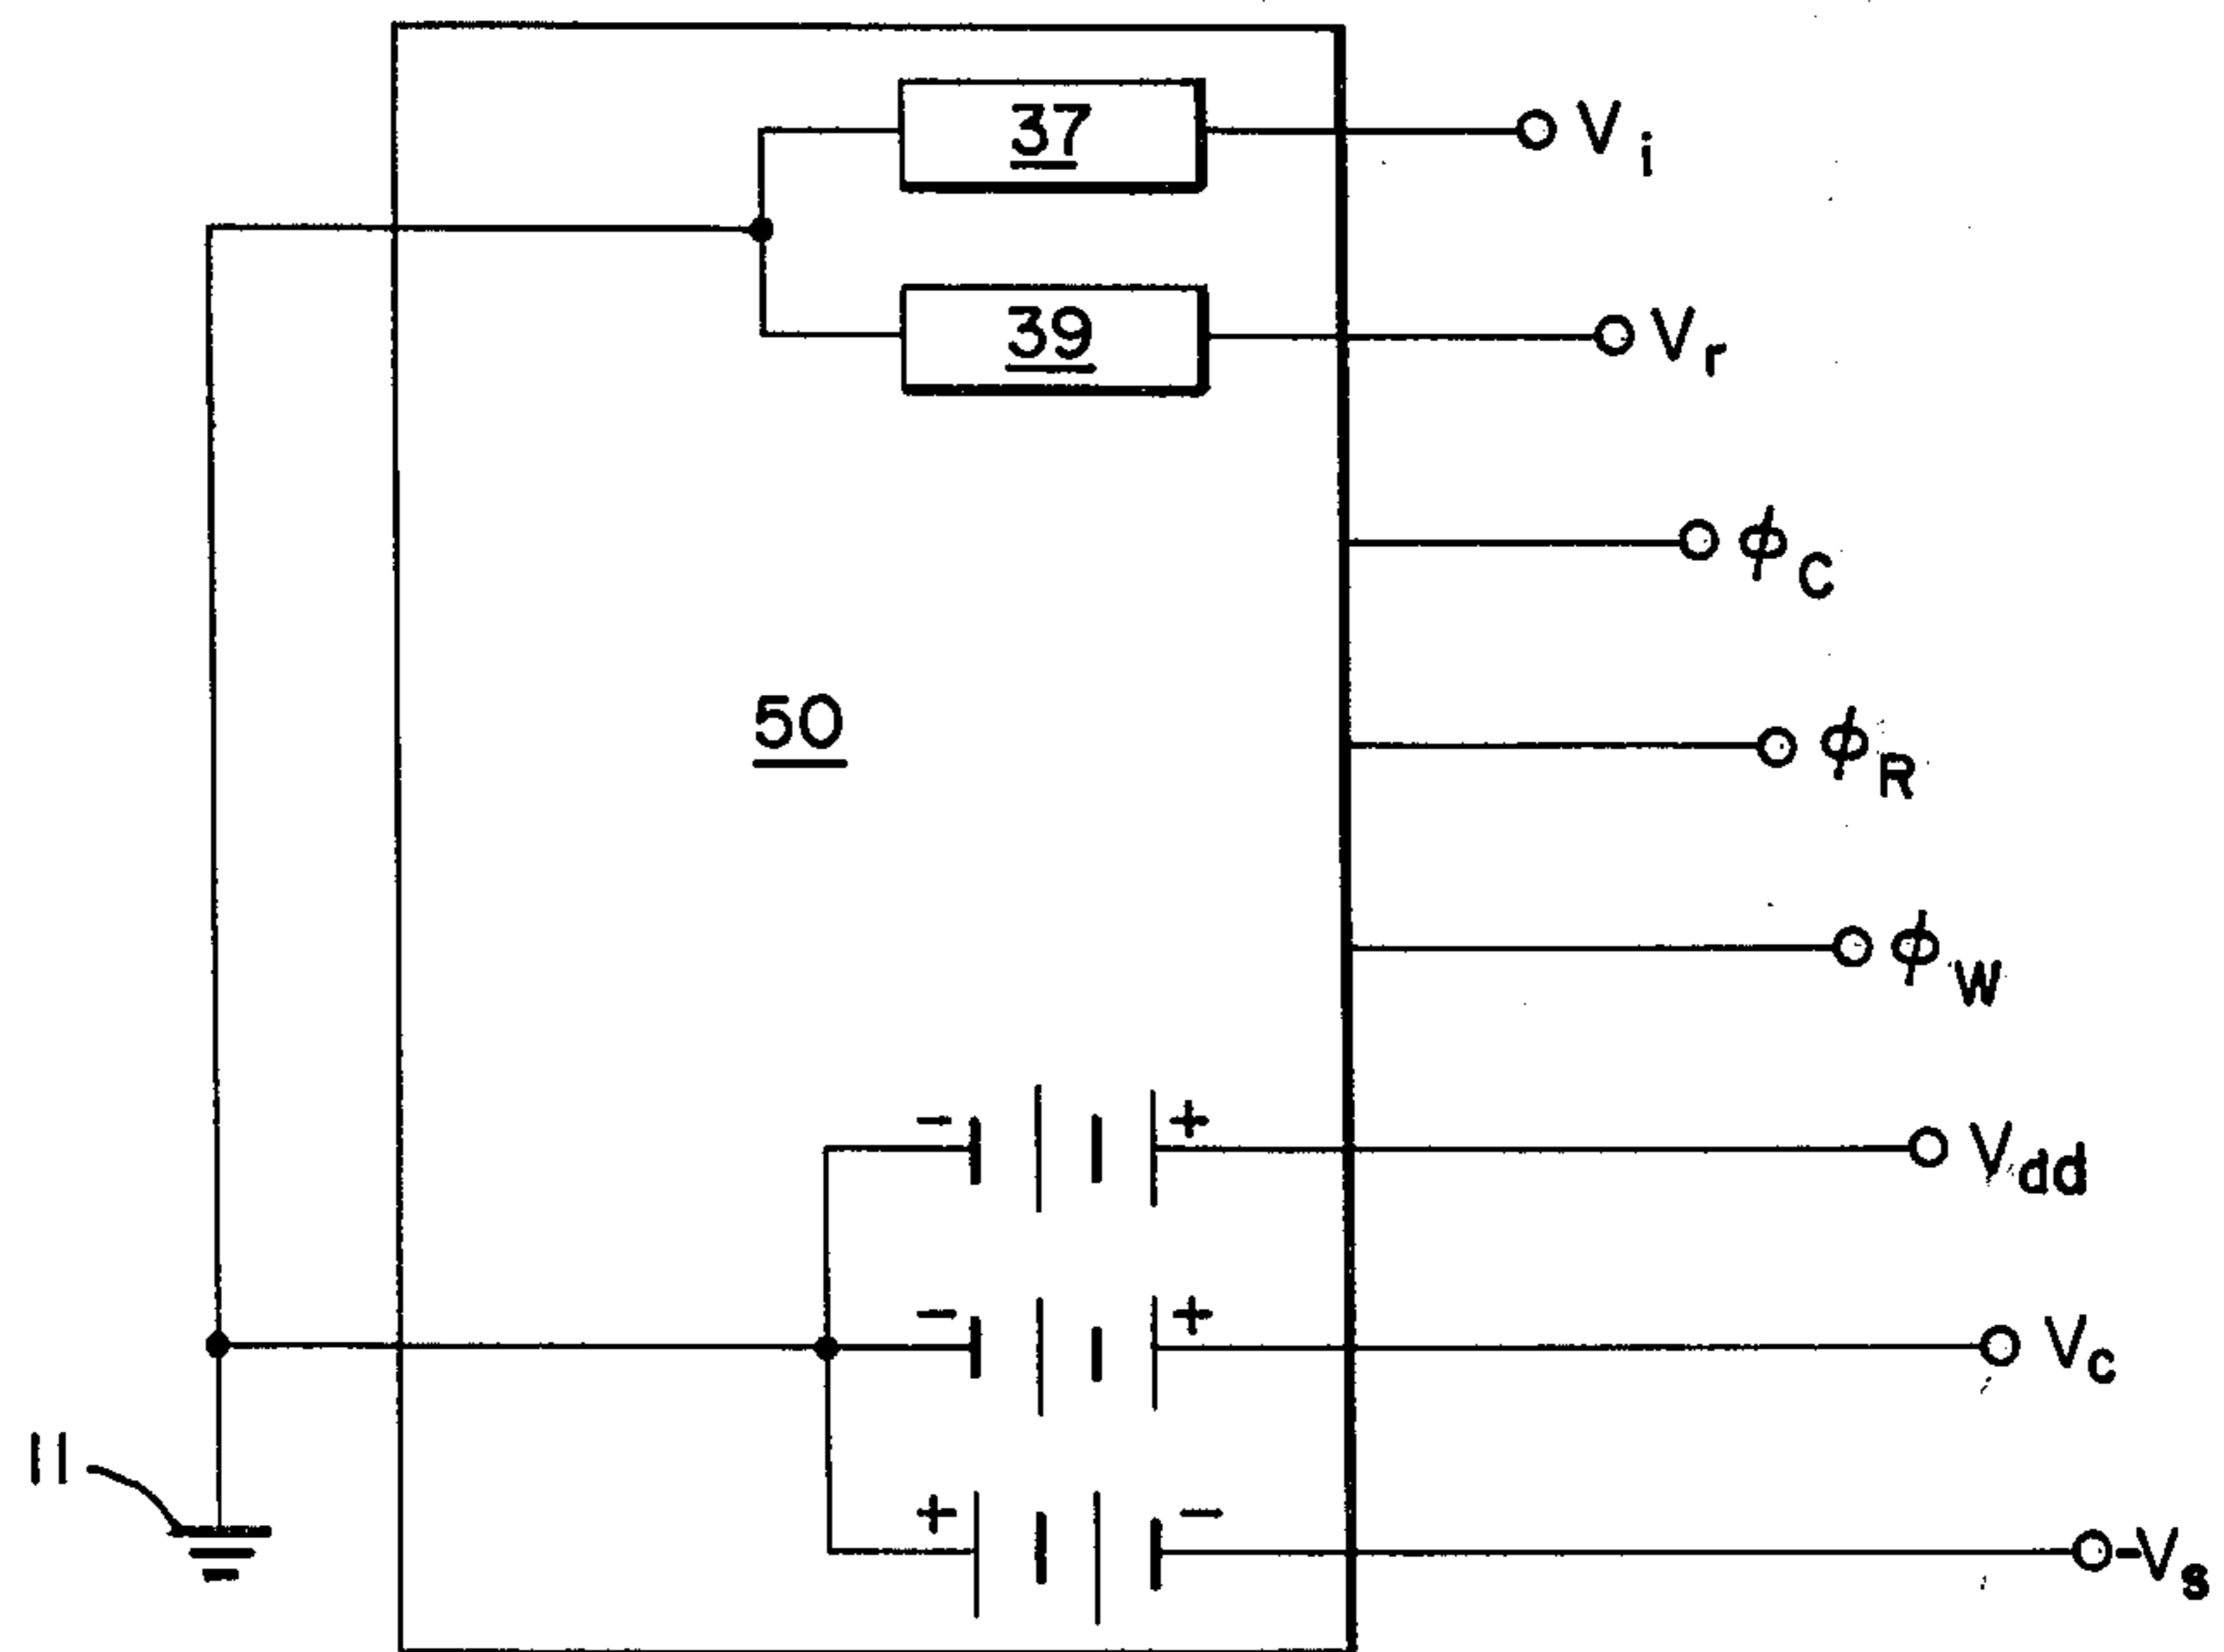 37
V i
39
V r
ϕ C
ϕ R
50
ϕ W
- +
V dd
- +
V c
11
+ -
-V s